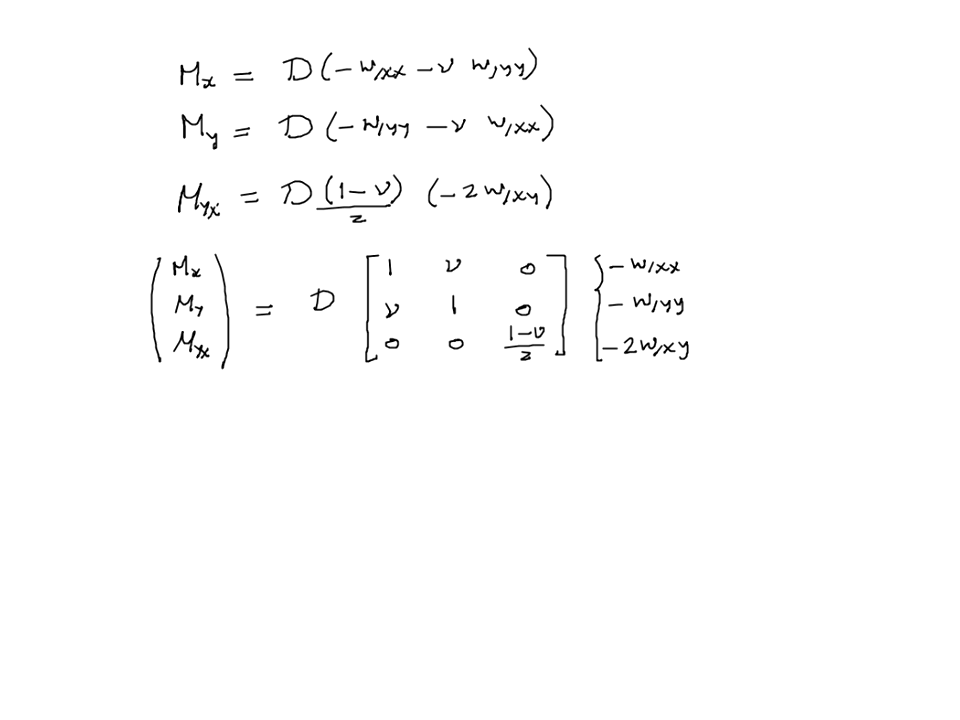 Mx = D(-w,xx -ν w,yy)
My = D(-w,yy -ν w,xx)
Myx = D (1-ν)/2 (-2w,xy)
(Mx My Myx) = D [1 ν 0; ν 1 0; 0 0 (1-ν)/2] {-w,xx -w,yy -2w,xy